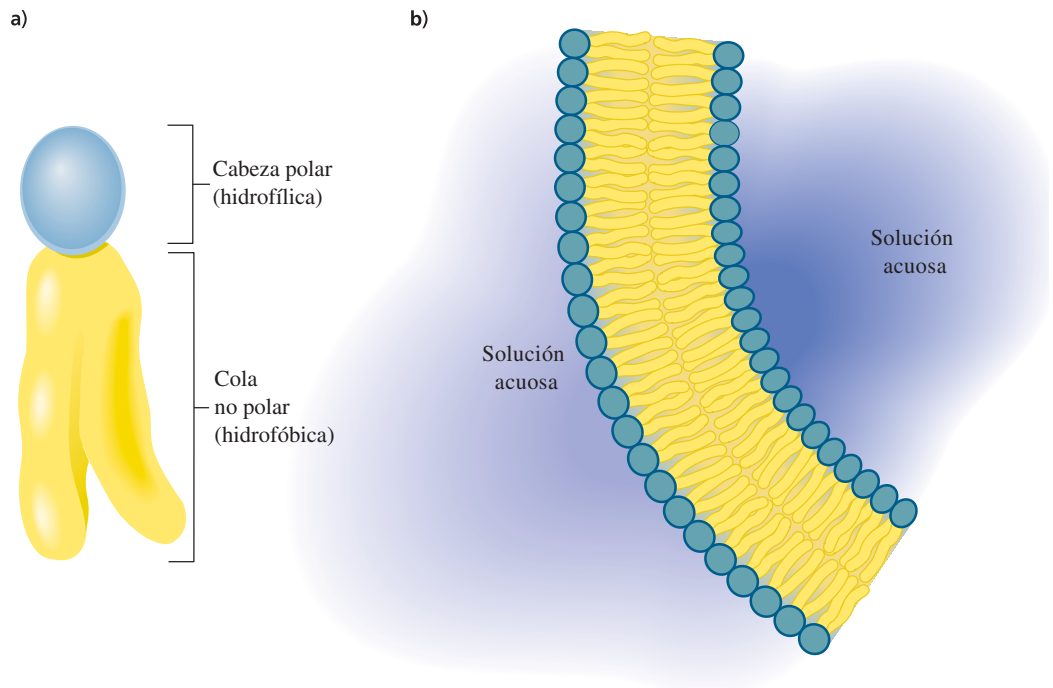 a)
Cabeza polar
(hidrofílica)
Cola
no polar
(hidrofóbica)
b)
Solución
acuosa
Solución
acuosa